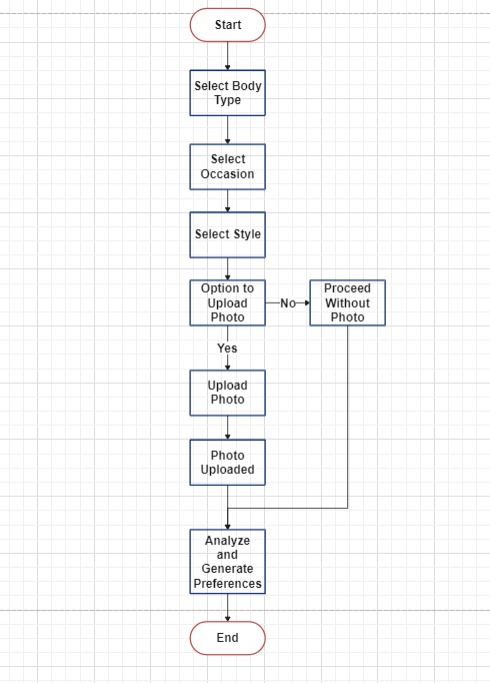 Start
Select Body
Type
Select
Occasion
Select Style
Option to
Upload
Photo
No
Proceed
Without
Photo
Yes
Upload
Photo
Photo
Uploaded
Analyze
and
Generate
Preferences
End